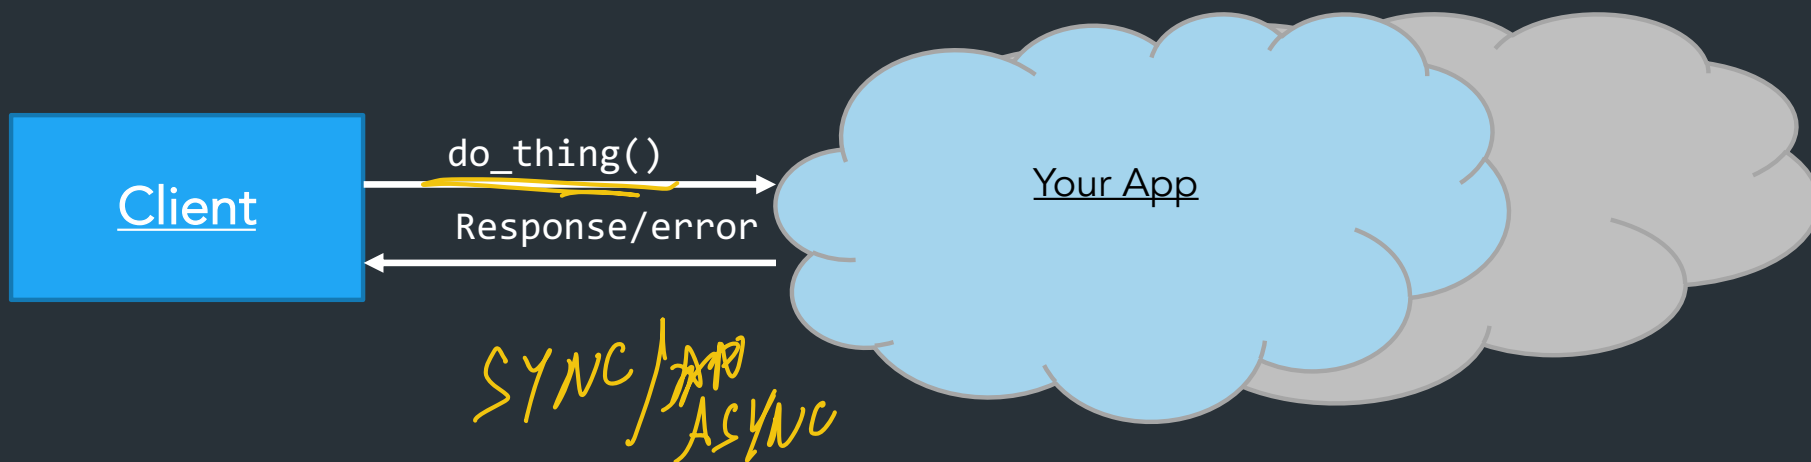 Client
do_thing()
Response/error
Your App
SYNC/
ASYNC